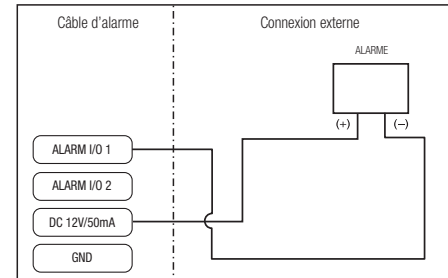 Câble d’alarme
Connexion externe
ALARME
(+)
(–)
ALARM I/O 1
ALARM I/O 2
DC 12V/50mA
GND